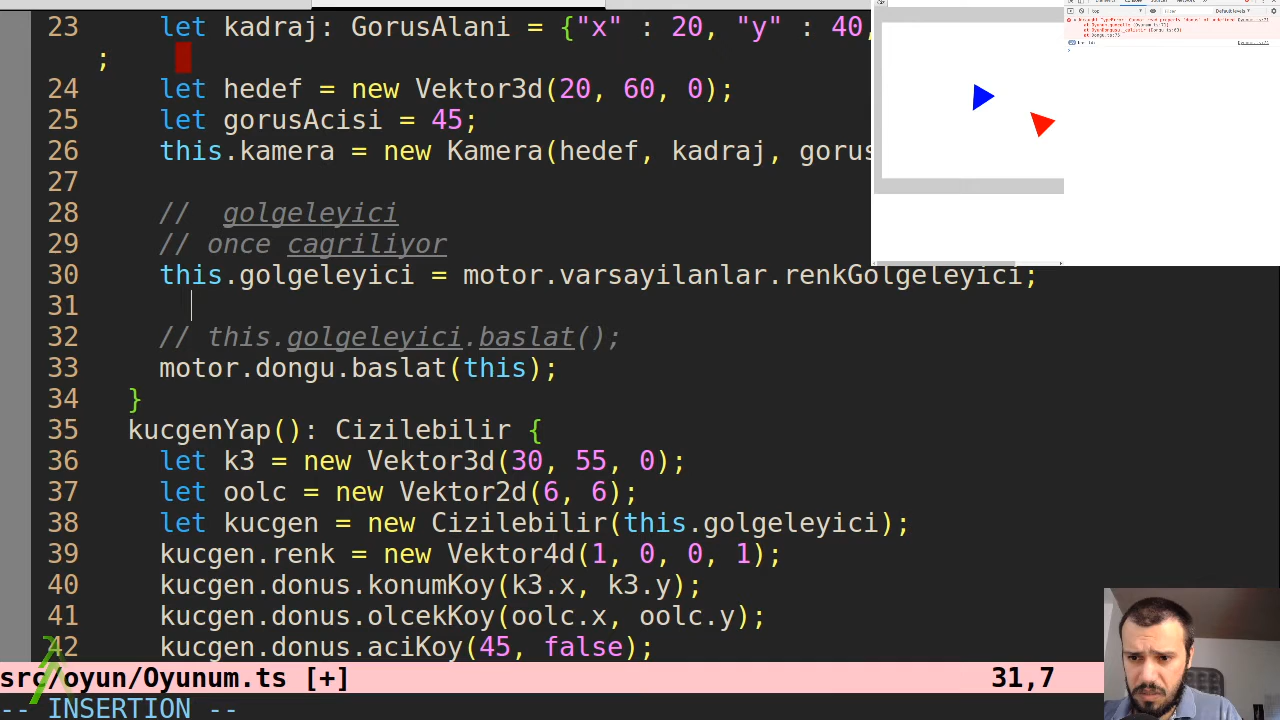 23 let kadraj: GorusAlani = {"x" : 20, "y" : 40,
;
24 let hedef = new Vektor3d(20, 60, 0);
25 let gorusAcisi = 45;
26 this.kamera = new Kamera(hedef, kadraj, gorus
27
28 // golgeleyici
29 // once cagriliyor
30 this.golgeleyici = motor.varsayilanlar.renkGolgeleyici;
31
32 // this.golgeleyici.baslat();
33 motor.dongu.baslat(this);
34 }
35 kucgenYap(): Cizilebilir {
36 let k3 = new Vektor3d(30, 55, 0);
37 let oolc = new Vektor2d(6, 6);
38 let kucgen = new Cizilebilir(this.golgeleyici);
39 kucgen.renk = new Vektor4d(1, 0, 0, 1);
40 kucgen.donus.konumKoy(k3.x, k3.y);
41 kucgen.donus.olcekKoy(oolc.x, oolc.y);
42 kucgen.donus.aciKoy(45, false);
src/oyun/Oyunum.ts [+] 31,7
-- INSERTION --
top
Default levels